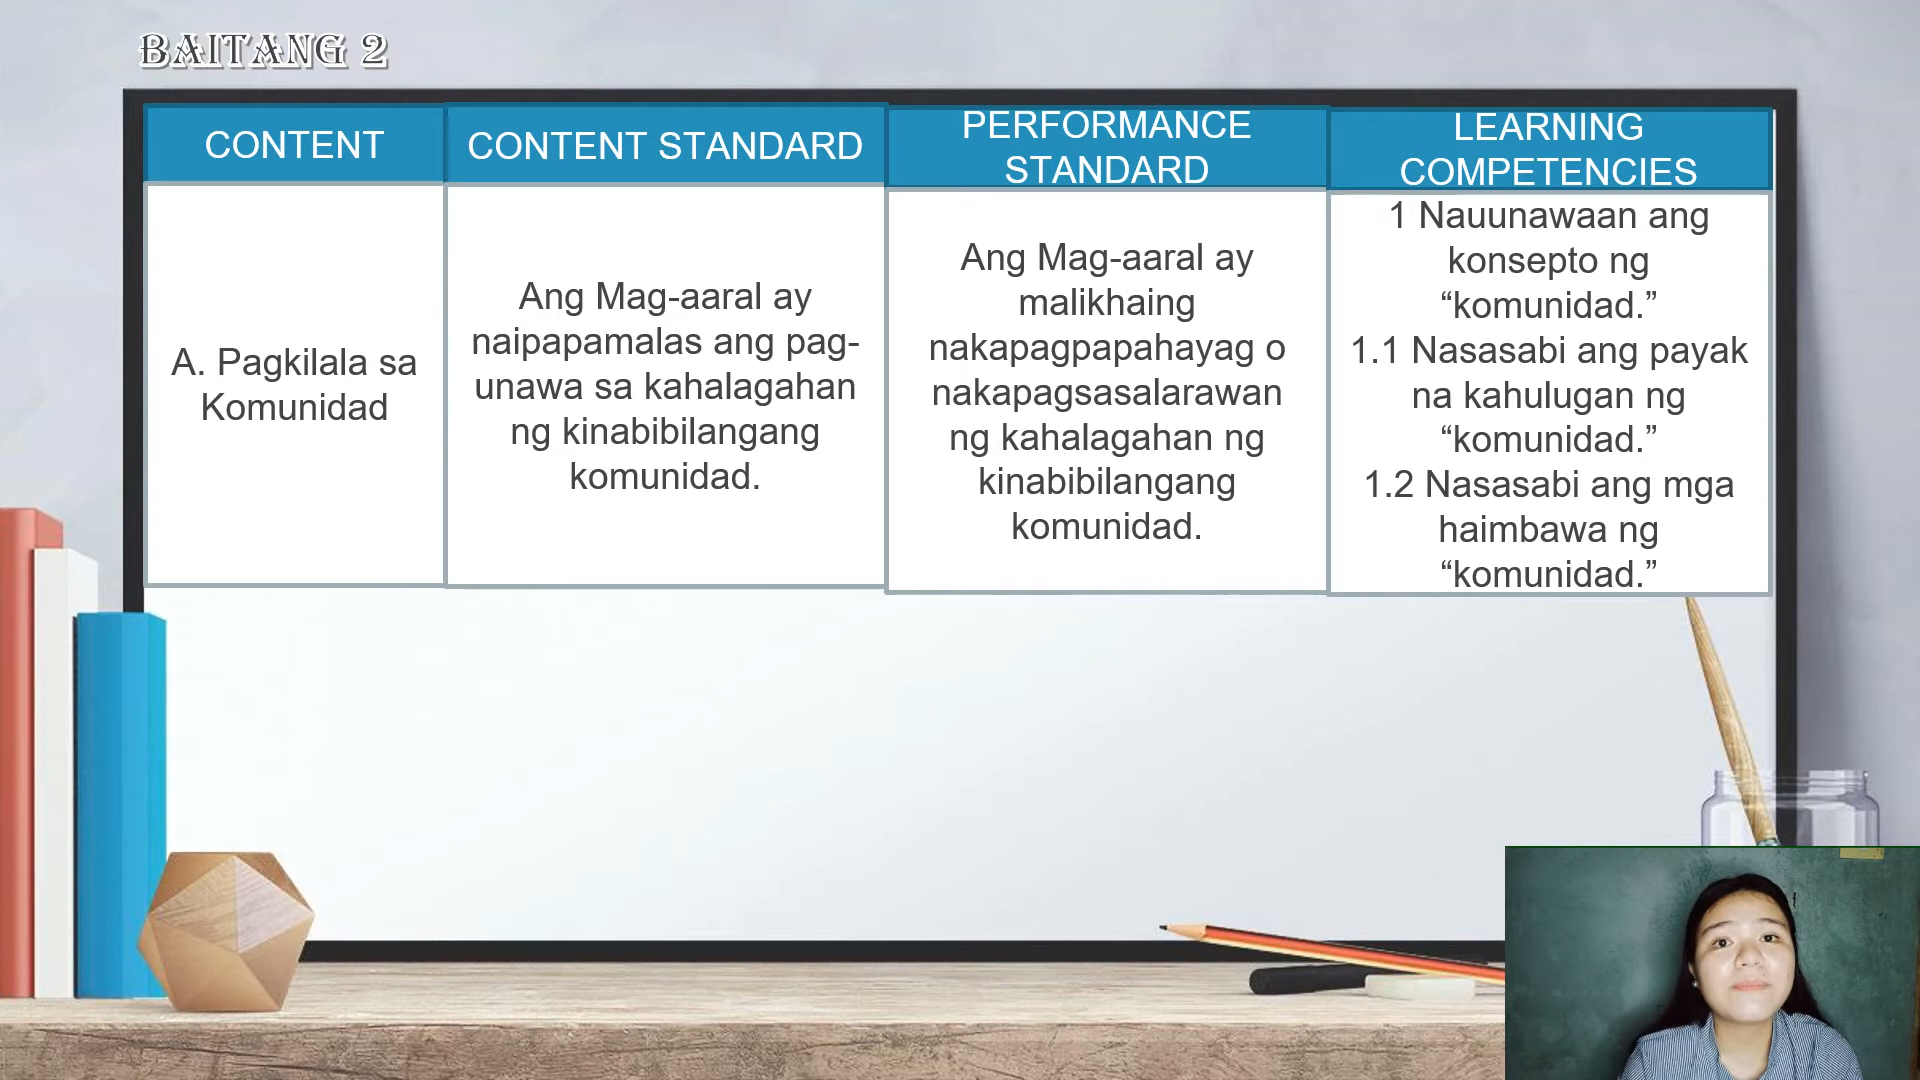 BAITANG 2
CONTENT
CONTENT STANDARD
PERFORMANCE
STANDARD
LEARNING
COMPETENCIES
A. Pagkilala sa
Komunidad
Ang Mag-aaral ay
naipapamalas ang pag-
unawa sa kahalagahan
ng kinabibilangang
komunidad.
Ang Mag-aaral ay
malikhaing
nakapagpapahayag o
nakapagsasalarawan
ng kahalagahan ng
kinabibilangang
komunidad.
1 Nauunawaan ang
konsepto ng
“komunidad.”
1.1 Nasasabi ang payak
na kahulugan ng
“komunidad.”
1.2 Nasasabi ang mga
haimbawa ng
“komunidad.”